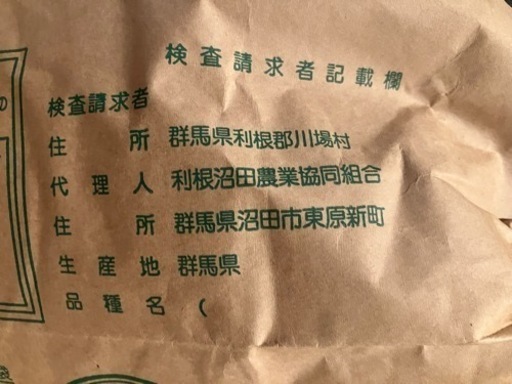 検査請求者記載欄
検査請求者
住所 群馬県利根郡川場村
代理人 利根沼田農業協同組合
住所 群馬県沼田市東原新町
生産地 群馬県
品種名 (
の